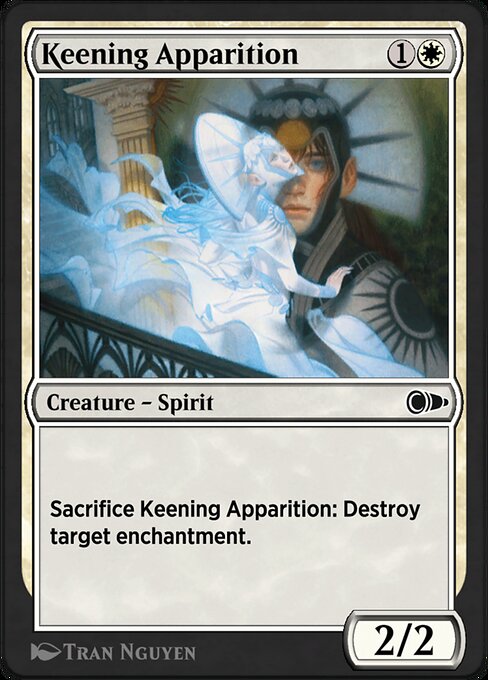 Keening Apparition 1
Creature – Spirit
Sacrifice Keening Apparition: Destroy
target enchantment.
2/2
TRAN NGUYEN